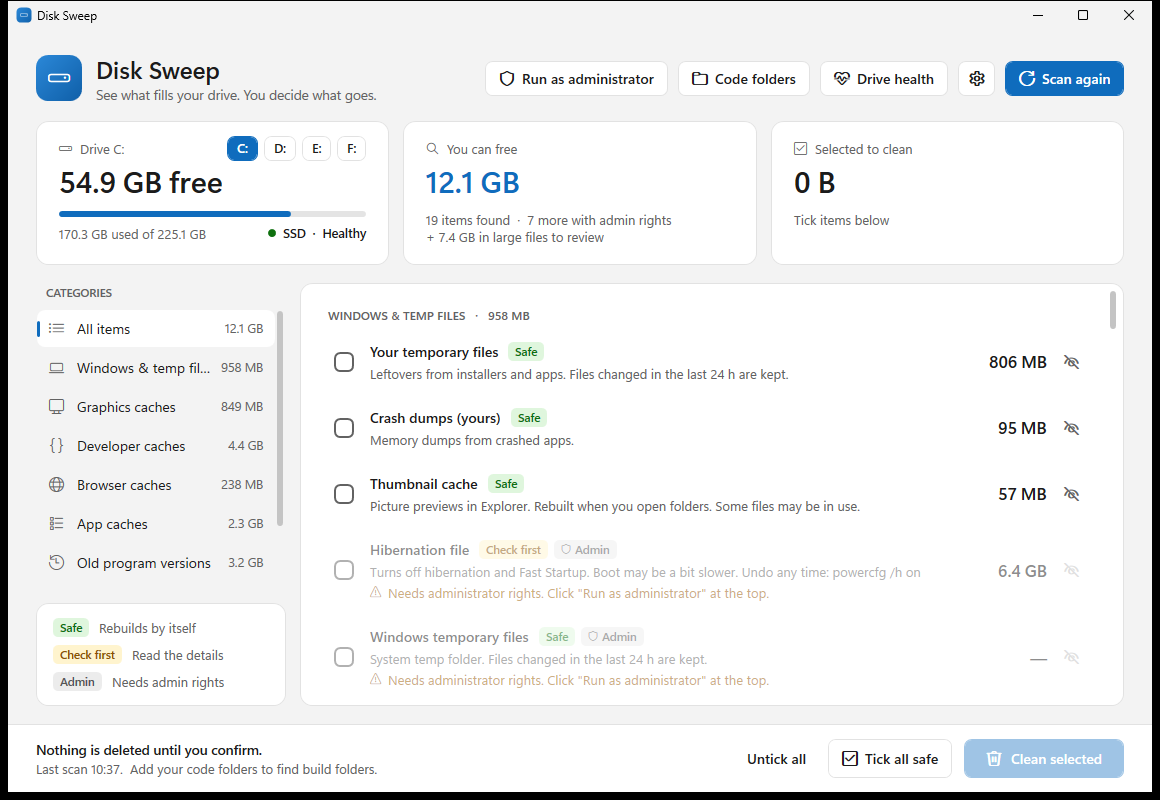 Disk Sweep
Disk Sweep
See what fills your drive. You decide what goes.
Run as administrator
Code folders
Drive health
Scan again
Drive C:
C:
D:
E:
F:
54.9 GB free
170.3 GB used of 225.1 GB
SSD · Healthy
You can free
12.1 GB
19 items found · 7 more with admin rights
+ 7.4 GB in large files to review
Selected to clean
0 B
Tick items below
CATEGORIES
All items 12.1 GB
Windows & temp fil... 958 MB
Graphics caches 849 MB
Developer caches 4.4 GB
Browser caches 238 MB
App caches 2.3 GB
Old program versions 3.2 GB
Safe Rebuilds by itself
Check first Read the details
Admin Needs admin rights
WINDOWS & TEMP FILES · 958 MB
Your temporary files Safe
Leftovers from installers and apps. Files changed in the last 24 h are kept.
806 MB
Crash dumps (yours) Safe
Memory dumps from crashed apps.
95 MB
Thumbnail cache Safe
Picture previews in Explorer. Rebuilt when you open folders. Some files may be in use.
57 MB
Hibernation file Check first Admin
Turns off hibernation and Fast Startup. Boot may be a bit slower. Undo any time: powercfg /h on
Needs administrator rights. Click "Run as administrator" at the top.
6.4 GB
Windows temporary files Safe Admin
System temp folder. Files changed in the last 24 h are kept.
Needs administrator rights. Click "Run as administrator" at the top.
—
Nothing is deleted until you confirm.
Last scan 10:37. Add your code folders to find build folders.
Untick all
Tick all safe
Clean selected